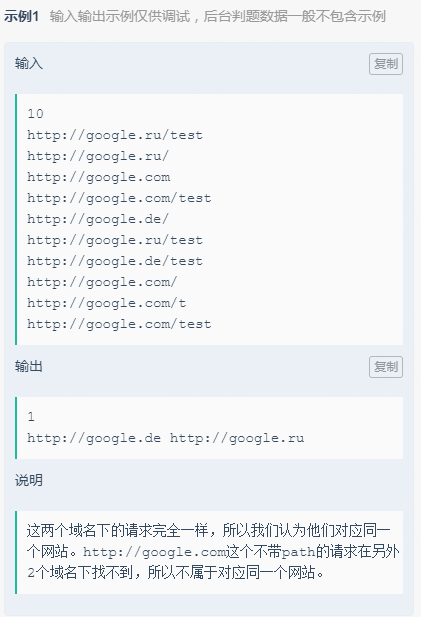 示例1 输入输出示例仅供调试，后台判题数据一般不包含示例
输入
复制
10
http://google.ru/test
http://google.ru/
http://google.com
http://google.com/test
http://google.de/
http://google.ru/test
http://google.de/test
http://google.com/
http://google.com/t
http://google.com/test
输出
复制
1
http://google.de http://google.ru
说明
这两个域名下的请求完全一样，所以我们认为他们对应同一
个网站。http://google.com这个不带path的请求在另外
2个域名下找不到，所以不属于对应同一个网站。